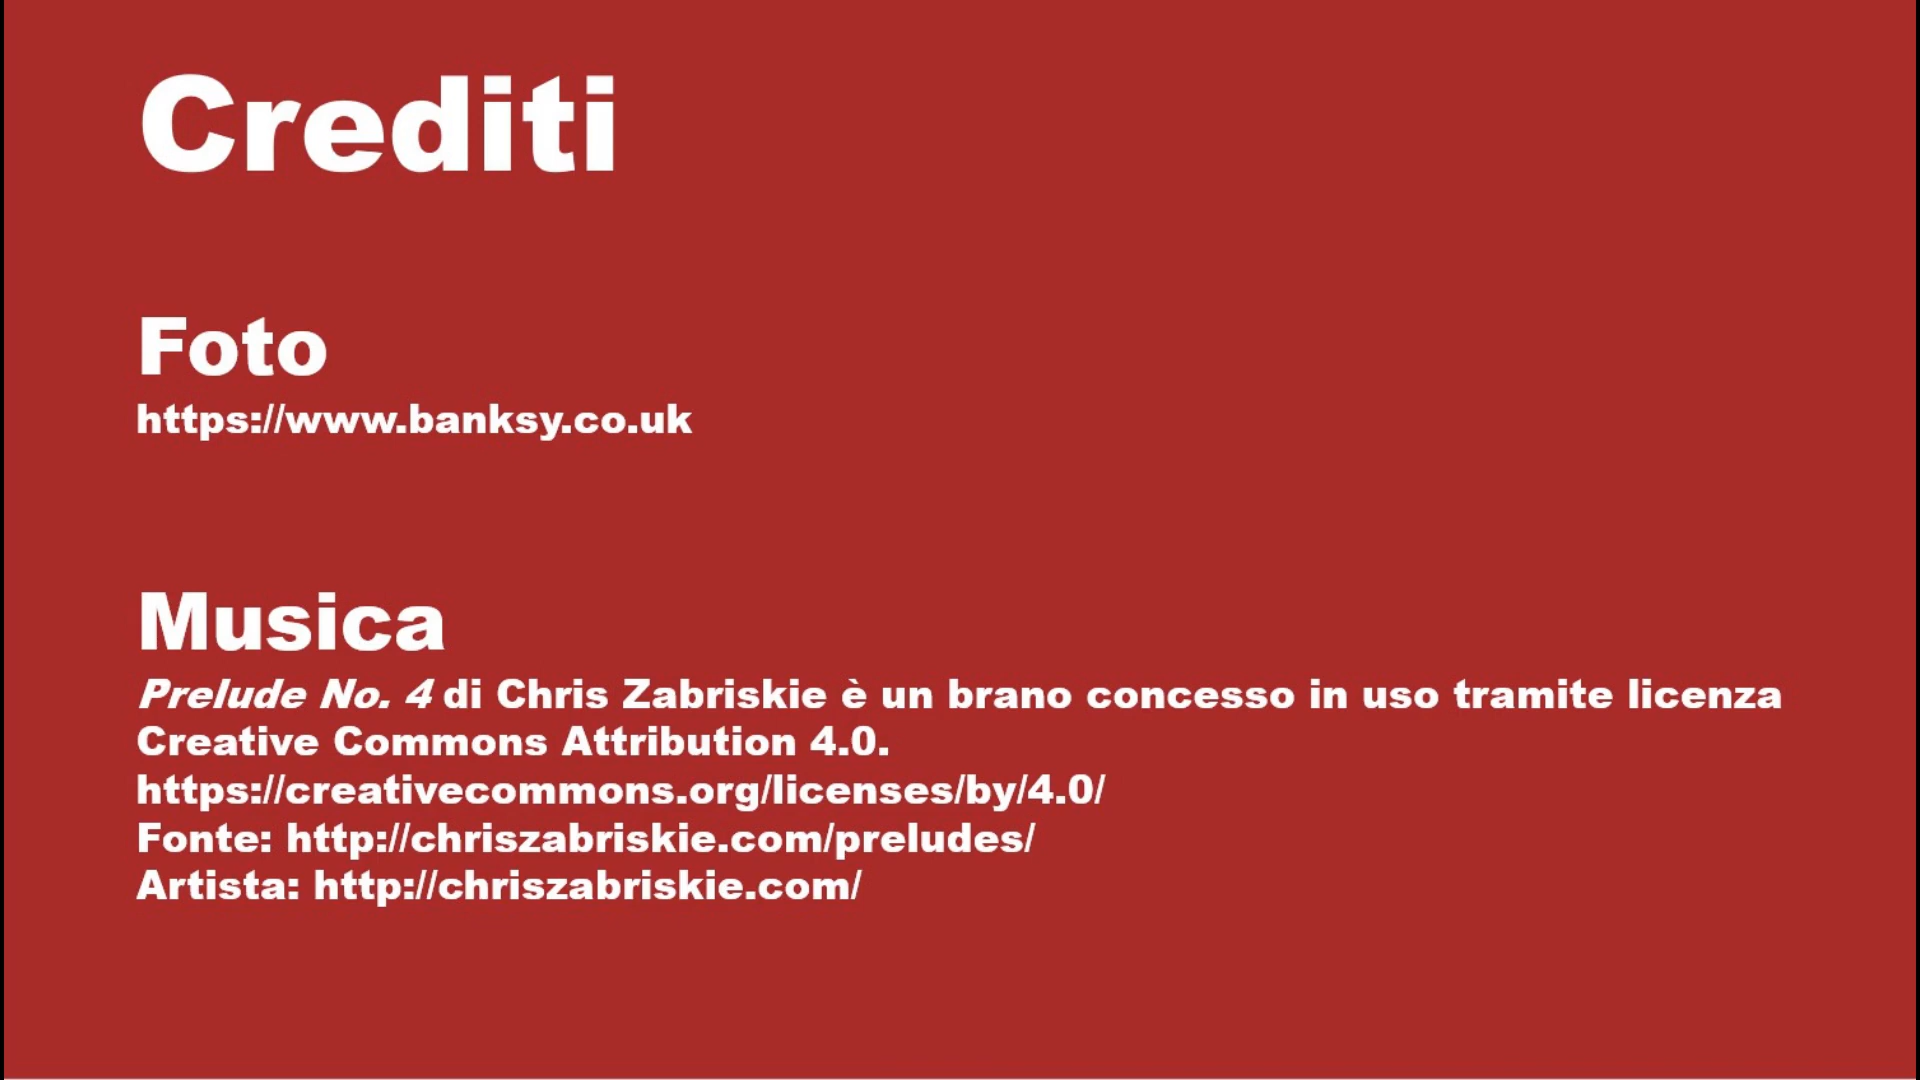 Crediti
Foto
https://www.banksy.co.uk
Musica
Prelude No. 4 di Chris Zabriskie è un brano concesso in uso tramite licenza
Creative Commons Attribution 4.0.
https://creativecommons.org/licenses/by/4.0/
Fonte: http://chriszabriskie.com/preludes/
Artista: http://chriszabriskie.com/